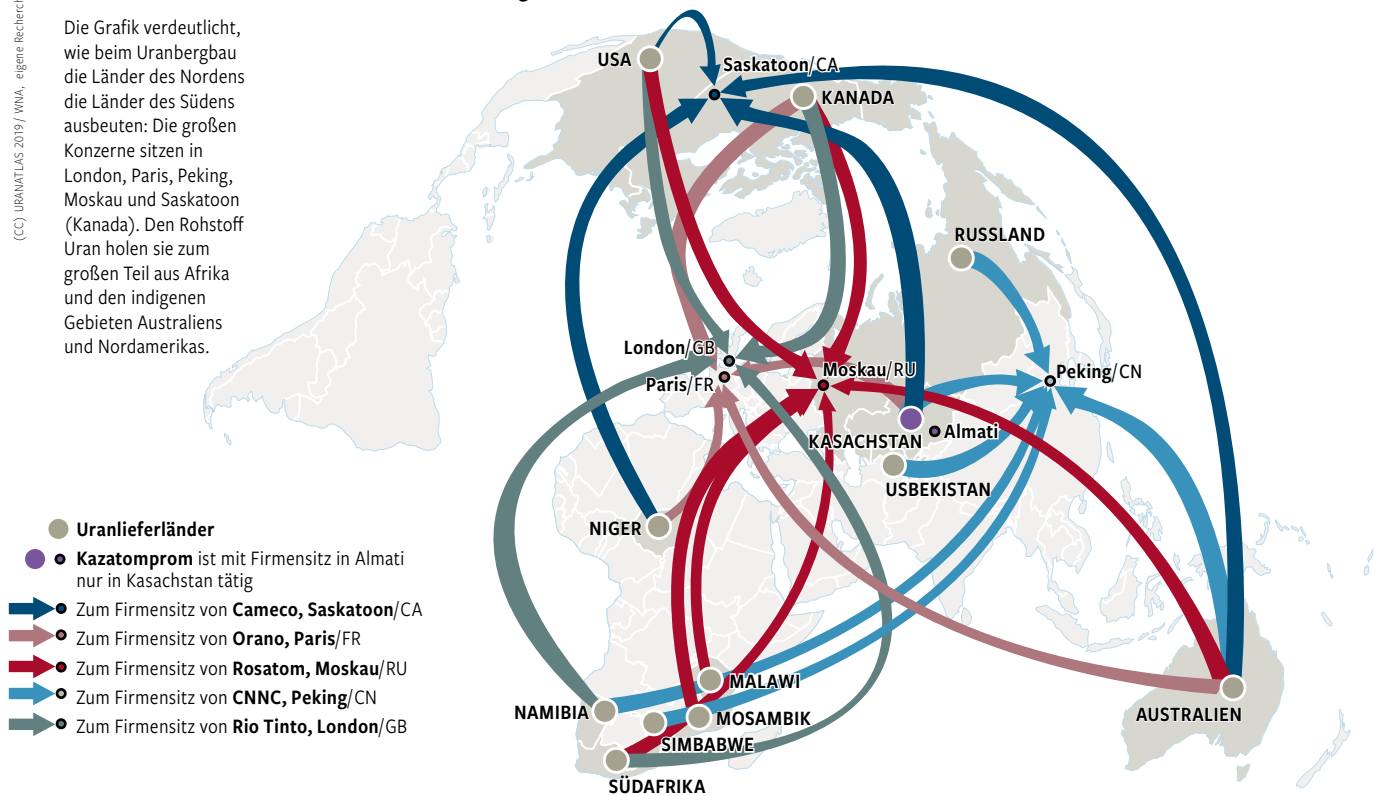 (CC) URANATLAS 2019 / WNA, eigene Recherch
Die Grafik verdeutlicht,
wie beim Uranbergbau
die Länder des Nordens
die Länder des Südens
ausbeuten: Die großen
Konzerne sitzen in
London, Paris, Peking,
Moskau und Saskatoon
(Kanada). Den Rohstoff
Uran holen sie zum
großen Teil aus Afrika
und den indigenen
Gebieten Australiens
und Nordamerikas.
USA
Saskatoon/CA
KANADA
RUSSLAND
London/GB
Paris/FR
Moskau/RU
Peking/CN
KASACHSTAN
Almati
USBEKISTAN
NIGER
MALAWI
NAMIBIA
MOSAMBIK
SIMBABWE
SÜDAFRIKA
AUSTRALIEN
Uranlieferländer
Kazatomprom ist mit Firmensitz in Almati
nur in Kasachstan tätig
Zum Firmensitz von Cameco, Saskatoon/CA
Zum Firmensitz von Orano, Paris/FR
Zum Firmensitz von Rosatom, Moskau/RU
Zum Firmensitz von CNNC, Peking/CN
Zum Firmensitz von Rio Tinto, London/GB